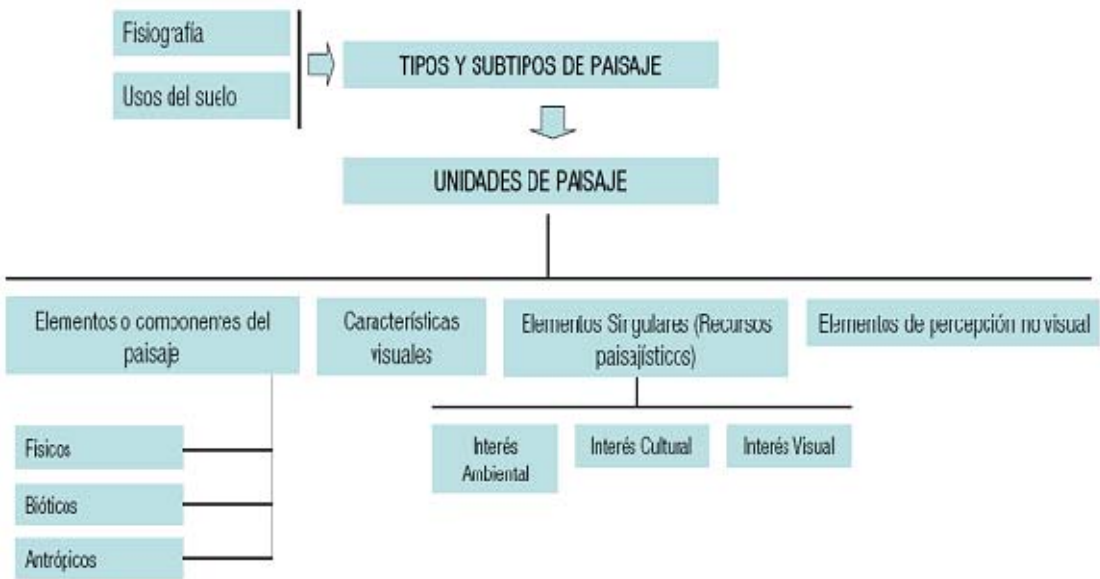 Fisiografía
Usos del suelo
TIPOS Y SUBTIPOS DE PAISAJE
UNIDADES DE PAISAJE
Elementos o componentes del
paisaje
Características
visuales
Elementos Singulares (Recursos
paisajísticos)
Elementos de percepción no visual
Físicos
Bióticos
Antrópicos
Interés
Ambiental
Interés Cultural
Interés Visual